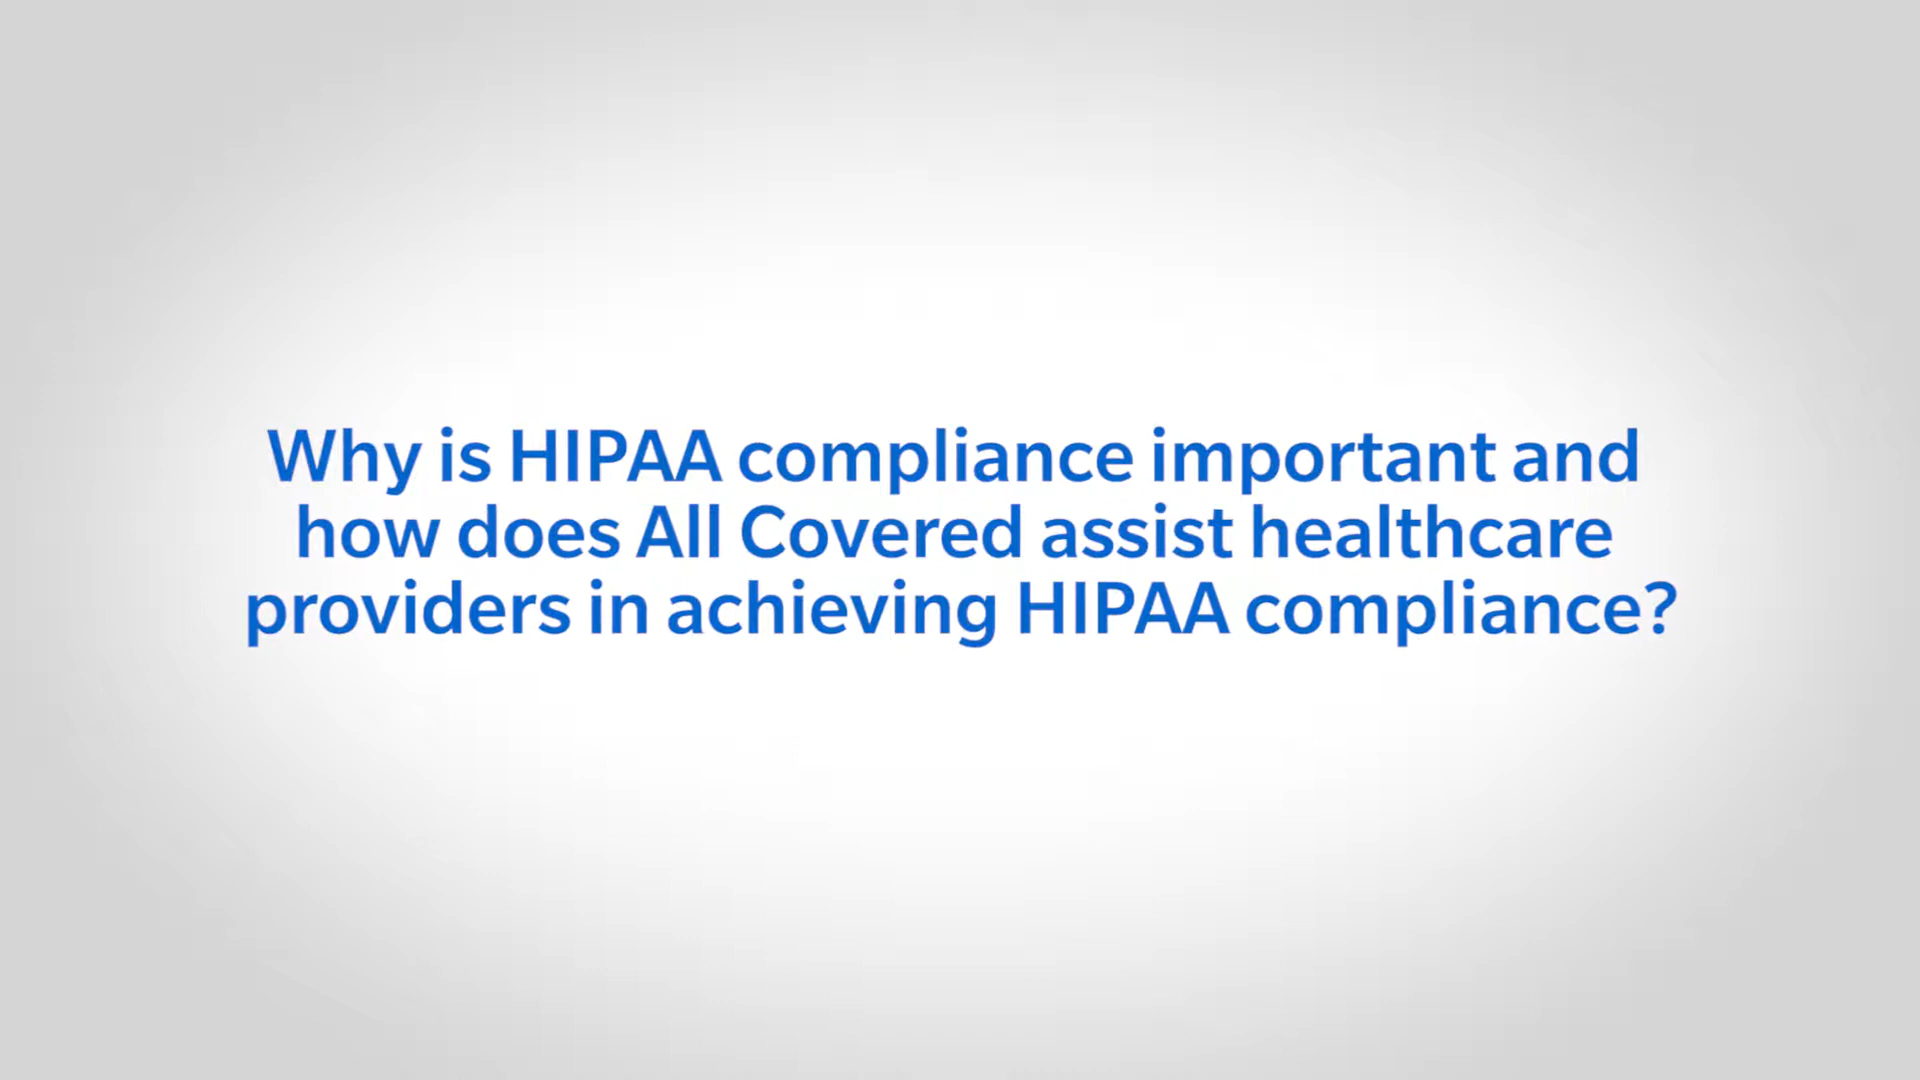 Why is HIPAA compliance important and
how does All Covered assist healthcare
providers in achieving HIPAA compliance?